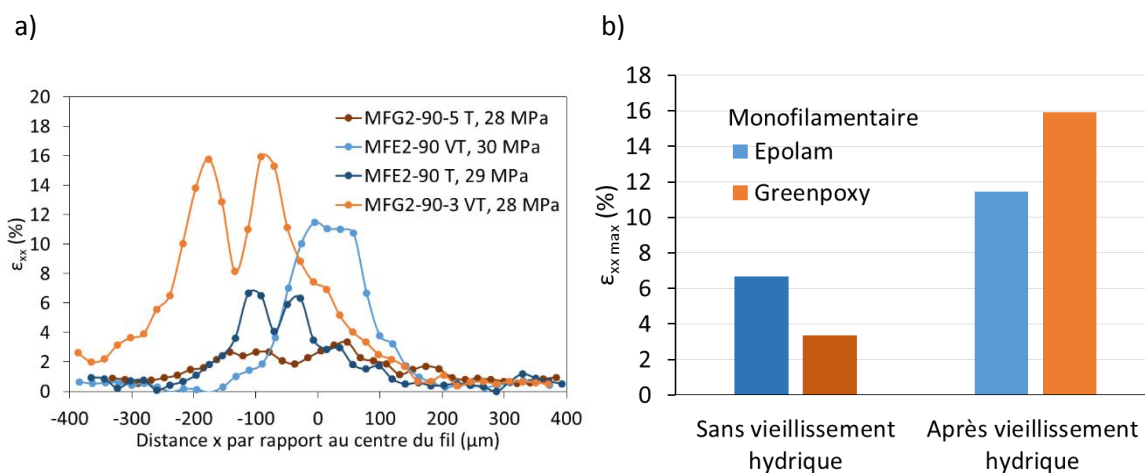 a)
20
18
16
14
12
10
8
6
4
2
0
εxx (%)
MFG2-90-5 T, 28 MPa
MFE2-90 VT, 30 MPa
MFE2-90 T, 29 MPa
MFG2-90-3 VT, 28 MPa
-400 -300 -200 -100 0 100 200 300 400
Distance x par rapport au centre du fil (µm)
b)
18
16
14
12
10
8
6
4
2
0
εxx max (%)
Monofilamentaire
Epolam
Greenpoxy
Sans vieillissement
hydrique
Après vieillissement
hydrique